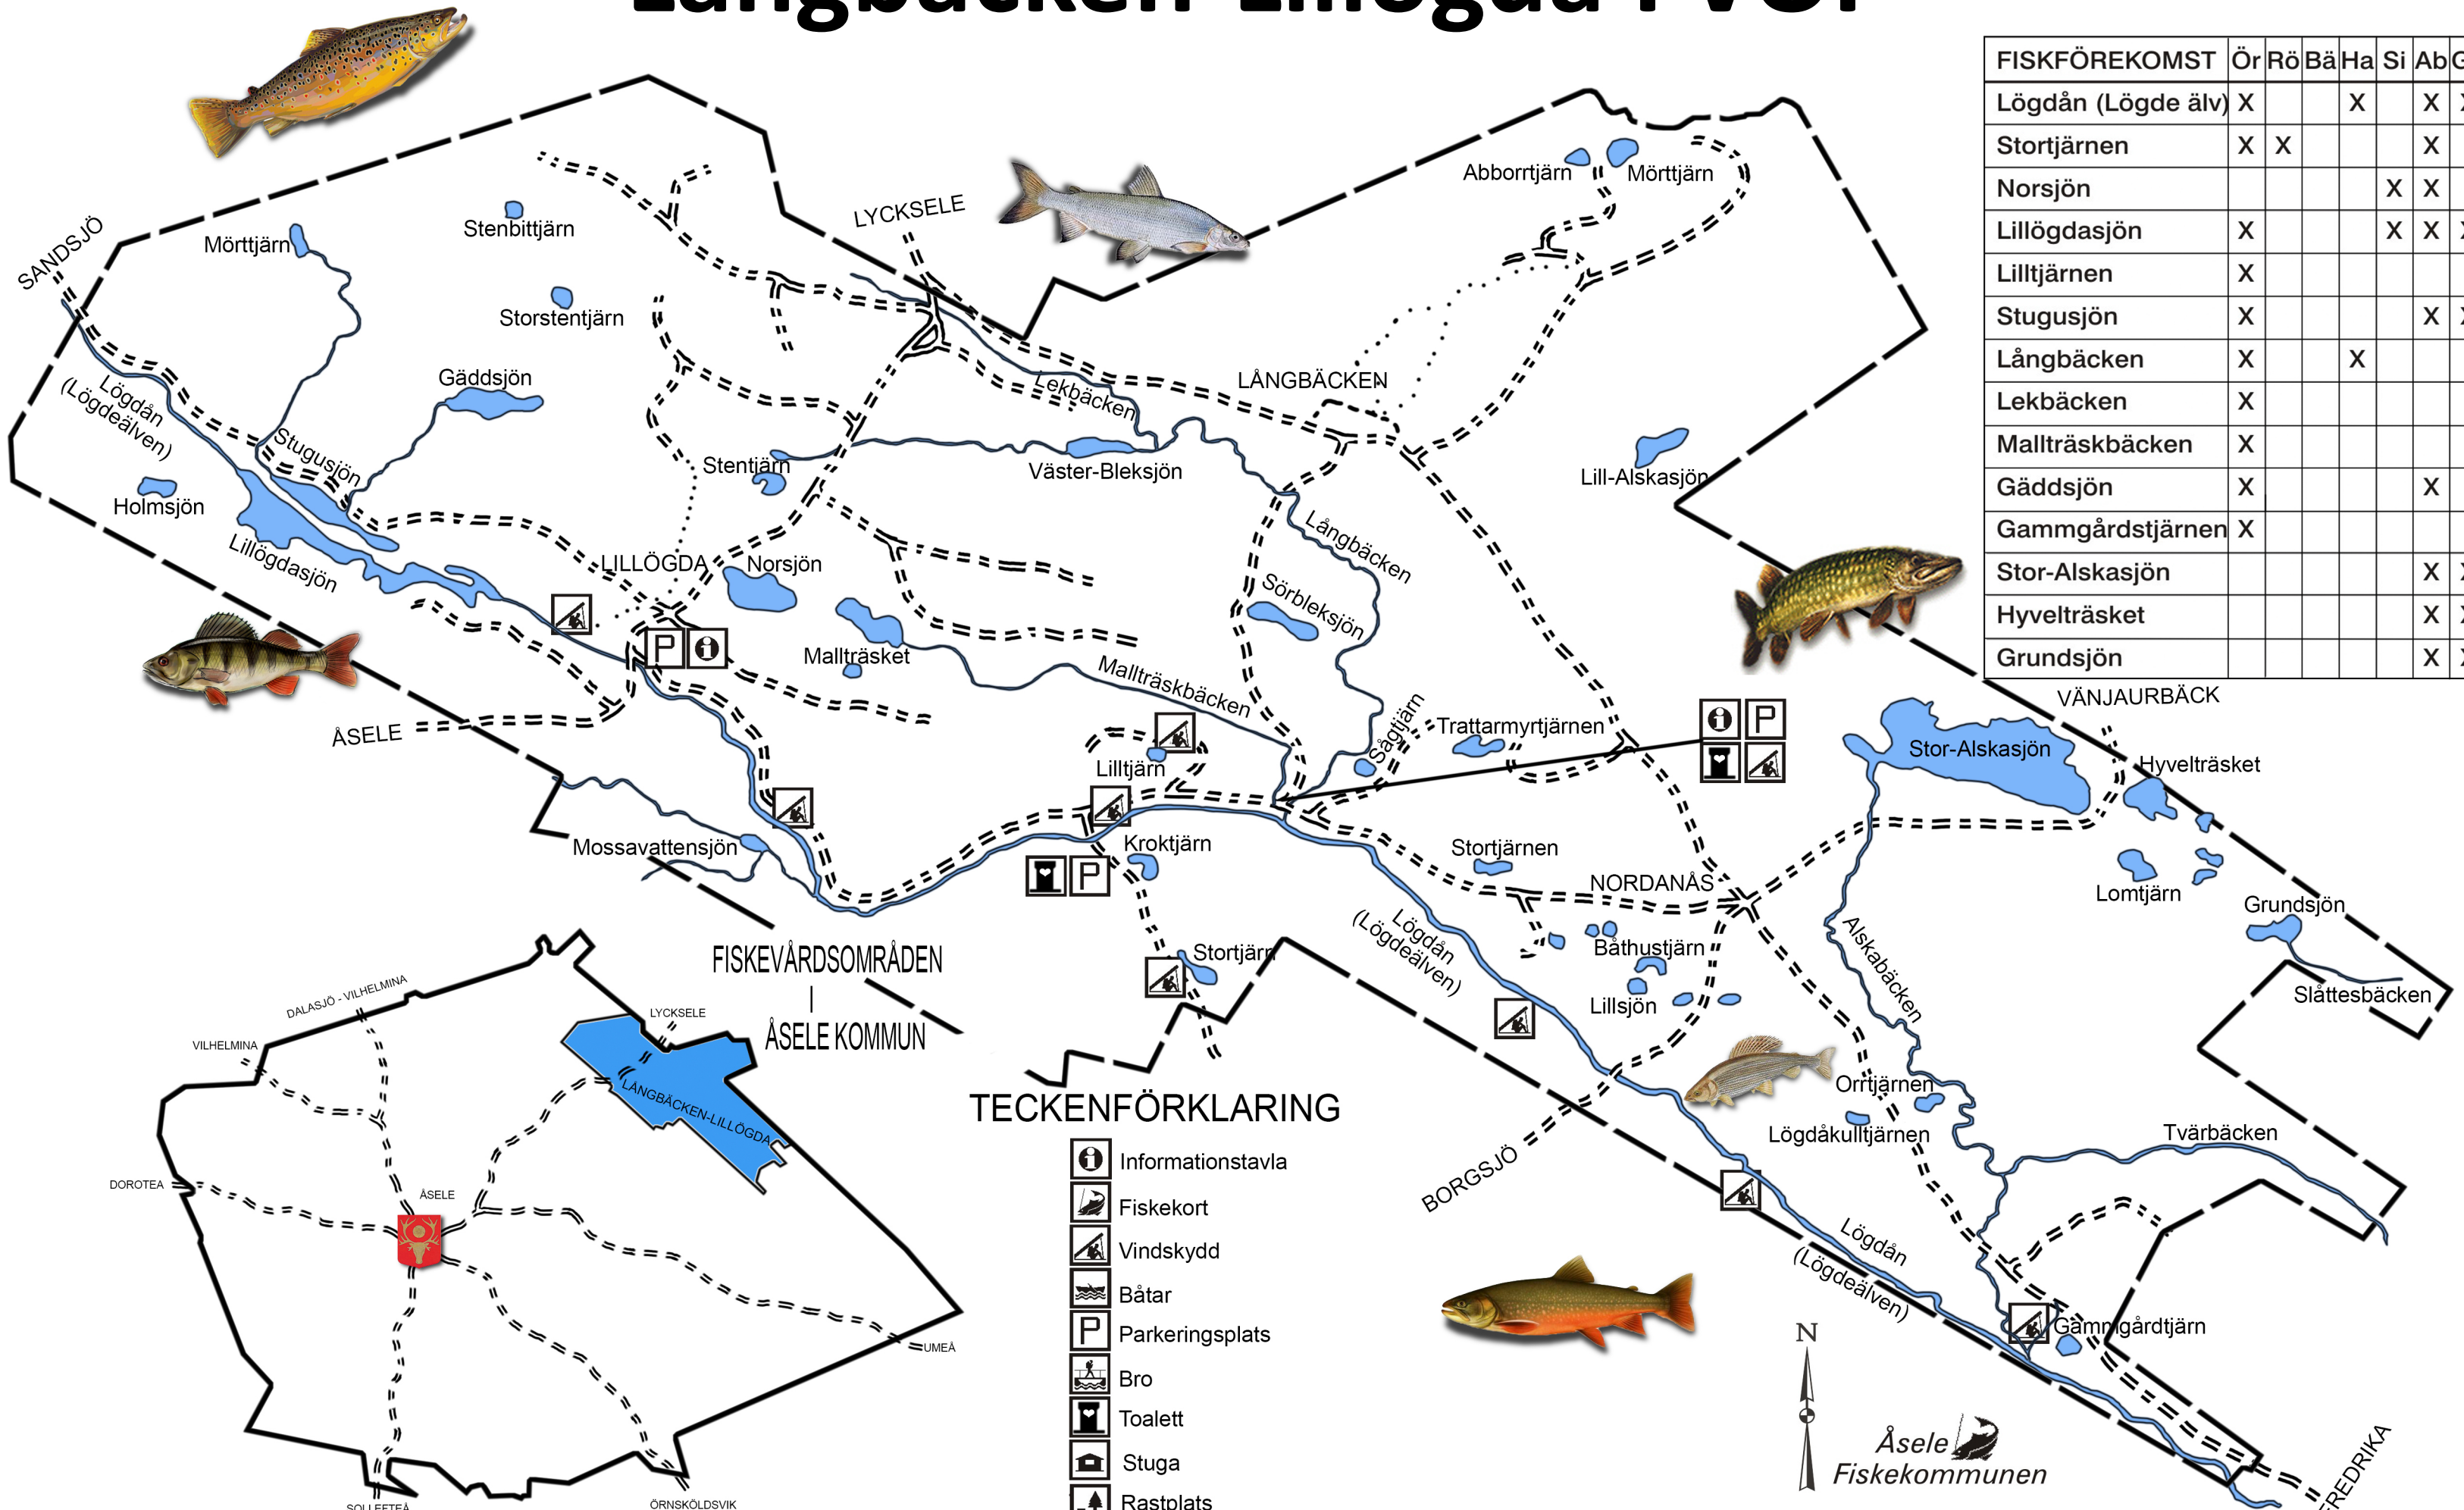 Långbäcken-Lillögda FVOF
FISKFÖREKOMST Ör Rö Bä Ha Si Ab
Lögdån (Lögde älv) X X X
Stortjärnen X X X
Norsjön X X
Lillögdasjön X X X
Lilltjärnen X
Stugusjön X X
Långbäcken X X
Lekbäcken X
Mallträskbäcken X
Gäddsjön X X
Gammgårdstjärnen X
Stor-Alskasjön X
Hyvelträsket X
Grundsjön X
Abborrtjärn
Mörttjärn
LYCKSELE
SANDSJÖ
Mörttjärn
Stenbittjärn
Storstentjärn
Gäddsjön
Lögdån
(Lögdeälven)
Stugusjön
Holmsjön
Lillögdasjön
Lekbäcken
LÅNGBÄCKEN
Stentjärn
Väster-Bleksjön
Lill-Alskasjön
Långbäcken
LILLÖGDA
Norsjön
Sörbleksjön
P
Mallträsket
Mallträskbäcken
ÅSELE
Lilltjärn
Sågtjärn
Trattarmyrtjärnen
P
VÄNJAURBÄCK
Stor-Alskasjön
Hyvelträsket
Mossavattensjön
Kroktjärn
P
Stortjärnen
NORDANÅS
Lomtjärn
Grundsjön
Lögdån
(Lögdeälven)
Båthustjärn
Alskabäcken
Stortjärn
Lillsjön
Slåttesbäcken
FISKEVÅRDSOMRÅDEN
I
ÅSELE KOMMUN
DALASJÖ - VILHELMINA
LYCKSELE
VILHELMINA
LÅNGBÄCKEN-LILLÖGDA
DOROTEA
ÅSELE
UMEÅ
SOLLEFTEÅ
ÖRNSKÖLDSVIK
Orrtjärnen
Lögdåkulltjärnen
Tvärbäcken
BORGSJÖ
Lögdån
(Lögdeälven)
Gammgårdtjärn
TECKENFÖRKLARING
Informationstavla
Fiskekort
Vindskydd
Båtar
P Parkeringsplats
Bro
Toalett
Stuga
Rastplats
N
Åsele
Fiskekommunen
FREDRIKA